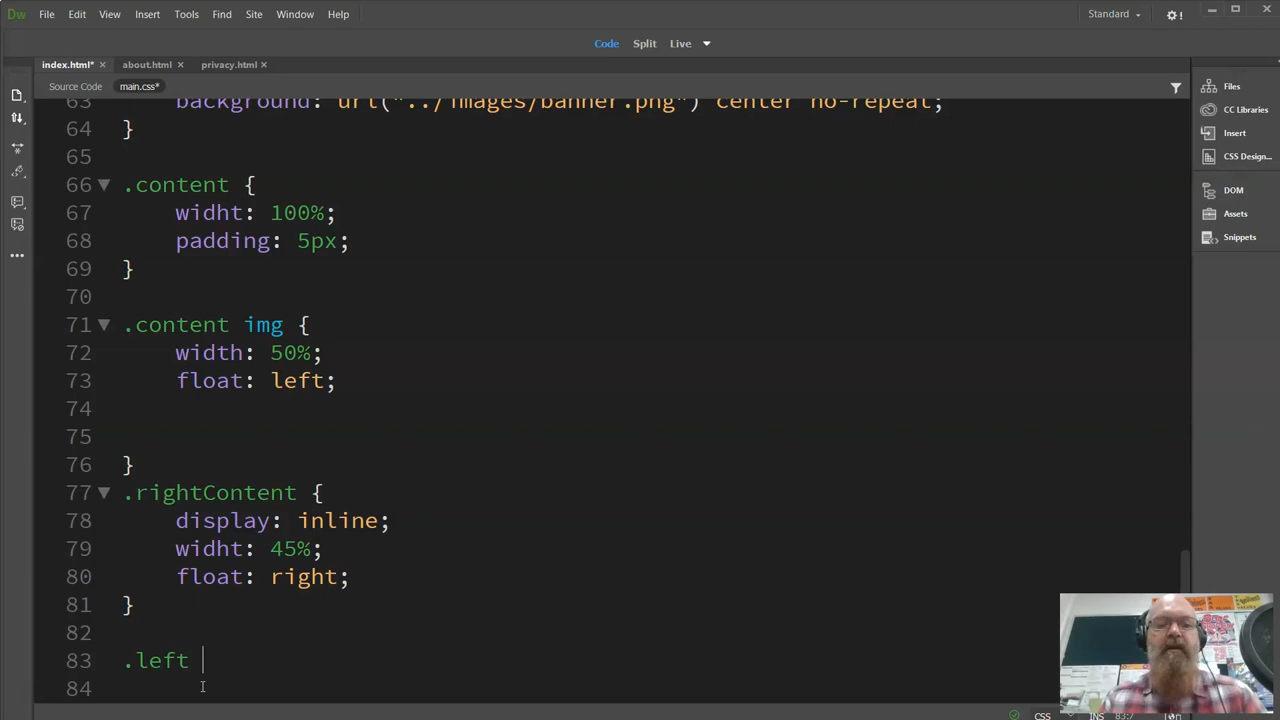 Dw File Edit View Insert Tools Find Site Window Help Standard !
Code Split Live
index.html* × about.html × privacy.html ×
Source Code main.css*
Files
CC Libraries
Insert
CSS Design...
DOM
Assets
Snippets
63 background: url("../images/banner.png") center no-repeat;
64 }
65
66 .content {
67 widht: 100%;
68 padding: 5px;
69 }
70
71 .content img {
72 width: 50%;
73 float: left;
74
75
76 }
77 .rightContent {
78 display: inline;
79 widht: 45%;
80 float: right;
81 }
82
83 .left
84
CSS INS 83:7